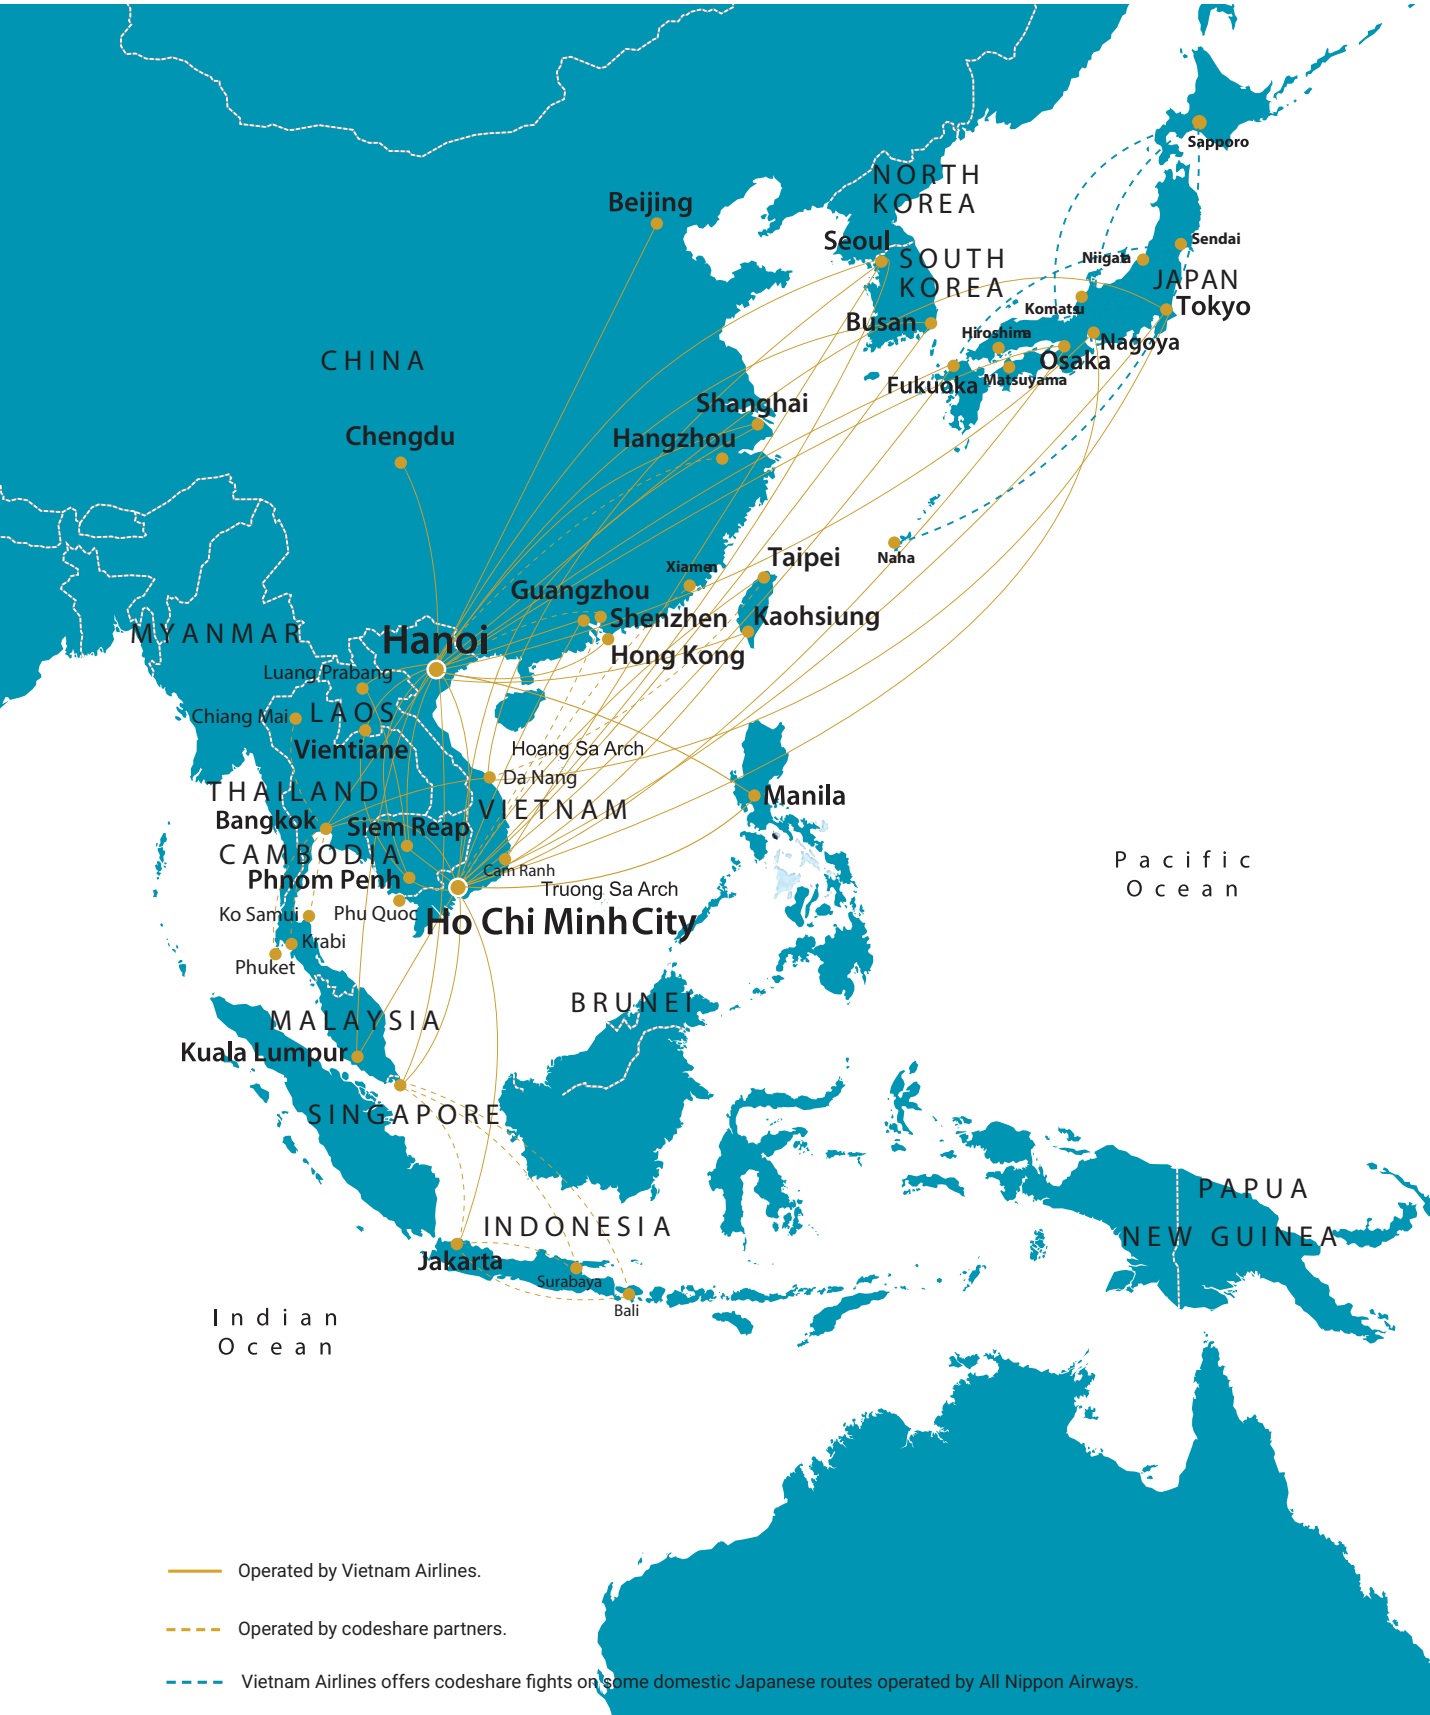 Sapporo
NORTH
KOREA
Beijing
Seoul
Sendai
SOUTH
KOREA
Niigata
JAPAN
Komatsu
Tokyo
Busan
Hiroshima
Nagoya
Osaka
Fukuoka
Matsuyama
CHINA
Shanghai
Chengdu
Hangzhou
Naha
Taipei
Xiamen
Guangzhou
Shenzhen
Kaohsiung
MYANMAR
Hanoi
Hong Kong
Luang Prabang
Chiang Mai
LAOS
Vientiane
Hoang Sa Arch
Da Nang
THAILAND
VIETNAM
Manila
Bangkok
Siem Reap
CAMBODIA
Pacific
Ocean
Cam Ranh
Phnom Penh
Truong Sa Arch
Ko Samui
Phu Quoc
Ho Chi Minh City
Krabi
Phuket
BRUNEI
MALAYSIA
Kuala Lumpur
SINGAPORE
PAPUA
NEW GUINEA
INDONESIA
Jakarta
Surabaya
Bali
Indian
Ocean
Operated by Vietnam Airlines.
Operated by codeshare partners.
Vietnam Airlines offers codeshare fights on some domestic Japanese routes operated by All Nippon Airways.